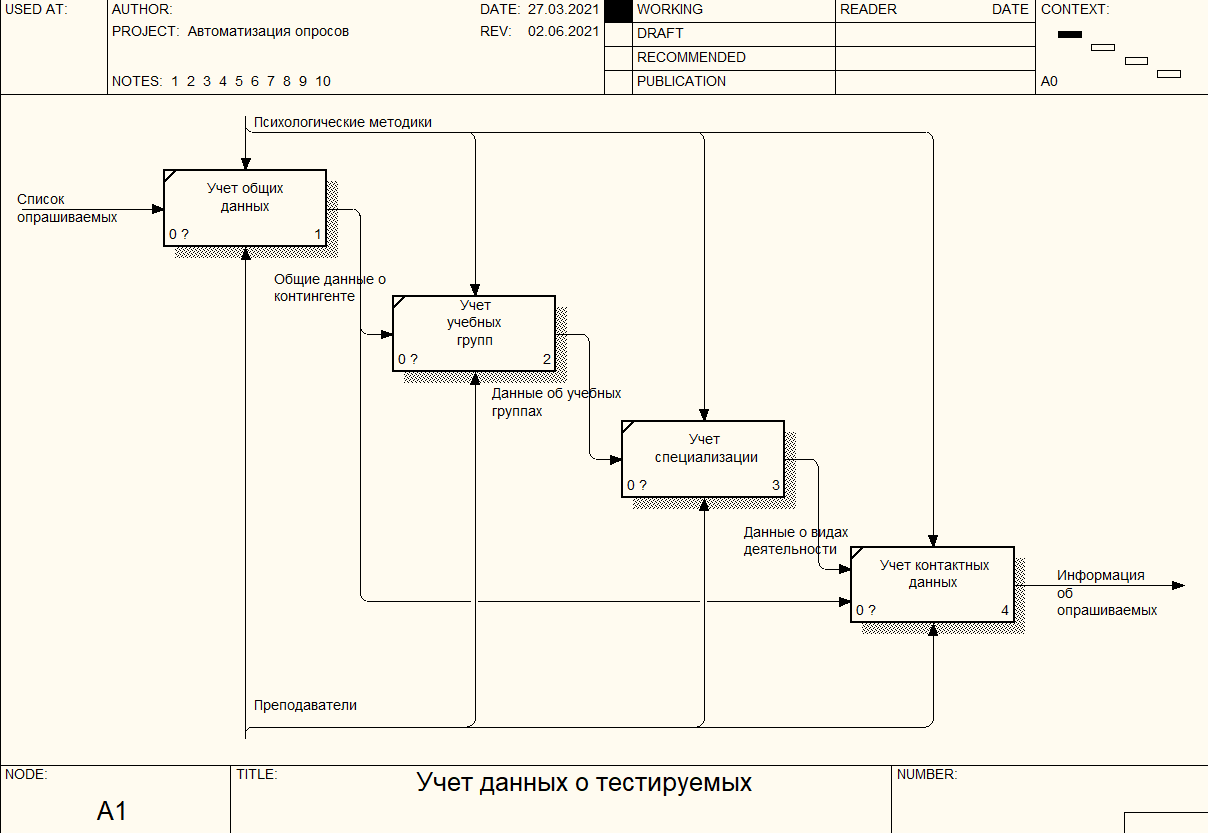 USED AT:
AUTHOR:
DATE: 27.03.2021
WORKING
READER
DATE
CONTEXT:
PROJECT: Автоматизация опросов
REV: 02.06.2021
DRAFT
RECOMMENDED
NOTES: 1 2 3 4 5 6 7 8 9 10
PUBLICATION
A0
Психологические методики
Список
опрашиваемых
Учет общих
данных
0 ?
1
Общие данные о
контингенте
Учет
учебных
групп
0 ?
2
Данные об учебных
группах
Учет
специализации
0 ?
3
Данные о видах
деятельности
Учет контактных
данных
0 ?
4
Информация
об
опрашиваемых
Преподаватели
NODE:
TITLE:
Учет данных о тестируемых
NUMBER:
A1